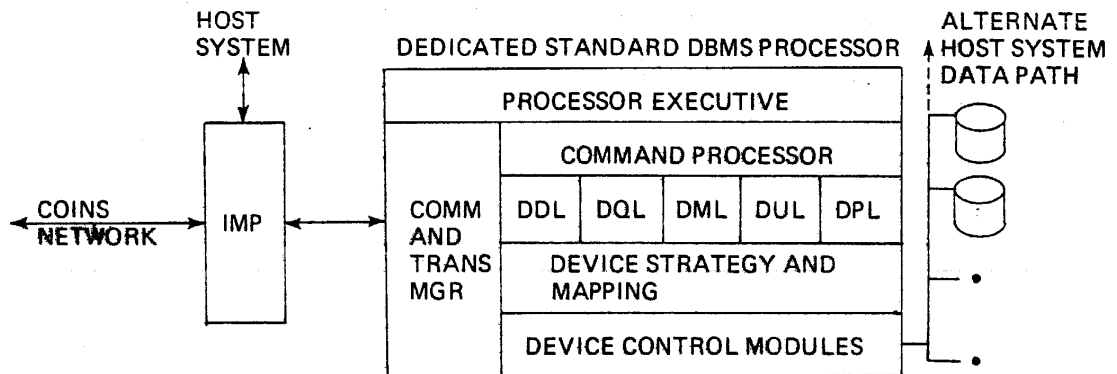 HOST
SYSTEM
DEDICATED STANDARD DBMS PROCESSOR
ALTERNATE
HOST SYSTEM
DATA PATH
PROCESSOR EXECUTIVE
COMMAND PROCESSOR
COINS
NETWORK
IMP
COMM
AND
TRANS
MGR
DDL
DQL
DML
DUL
DPL
DEVICE STRATEGY AND
MAPPING
DEVICE CONTROL MODULES